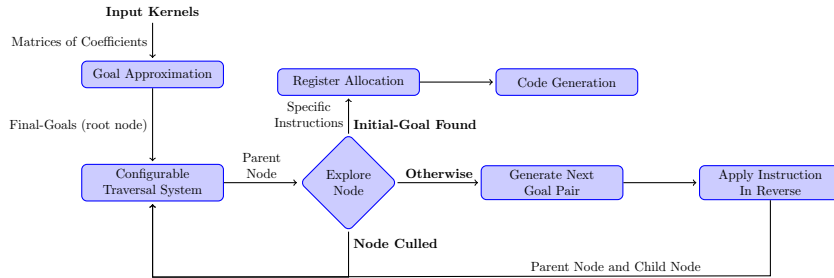 Input Kernels
Matrices of Coefficients
Goal Approximation
Final-Goals (root node)
Configurable
Traversal System
Parent
Node
Explore
Node
Register Allocation
Code Generation
Specific
Instructions
Initial-Goal Found
Otherwise
Generate Next
Goal Pair
Apply Instruction
In Reverse
Node Culled
Parent Node and Child Node